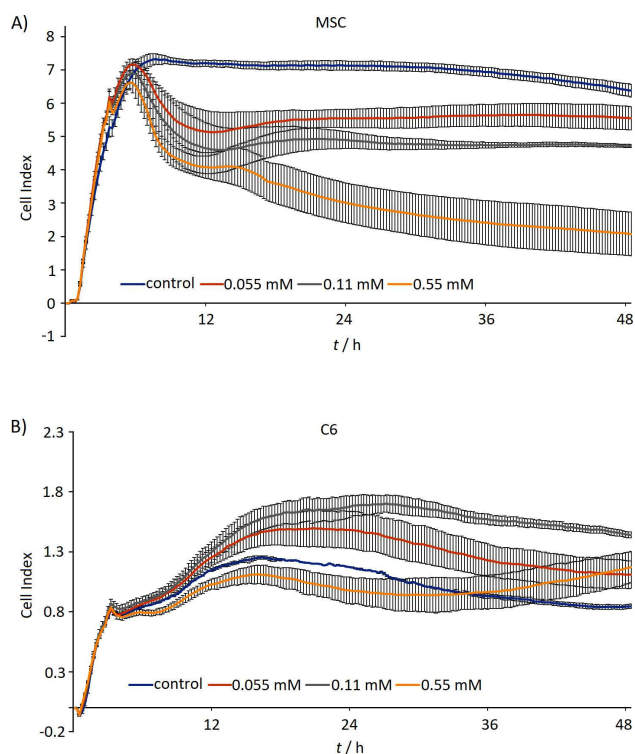 A)
MSC
8
7
6
5
4
3
2
1
0
-1
Cell Index
control 0.055 mM 0.11 mM 0.55 mM
12 24 36 48
t / h
B)
C6
2.3
1.8
1.3
0.8
0.3
-0.2
Cell Index
control 0.055 mM 0.11 mM 0.55 mM
12 24 36 48
t / h